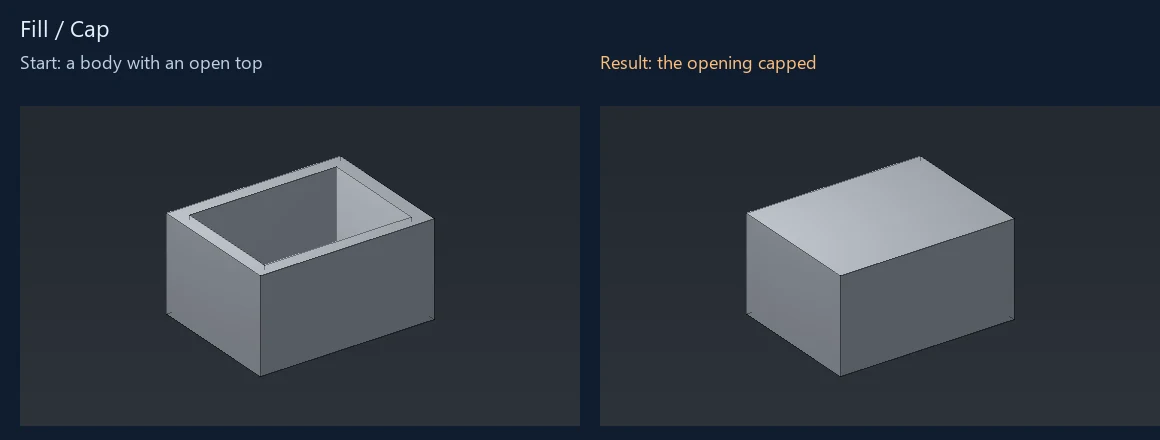 Fill / Cap
Start: a body with an open top
Result: the opening capped